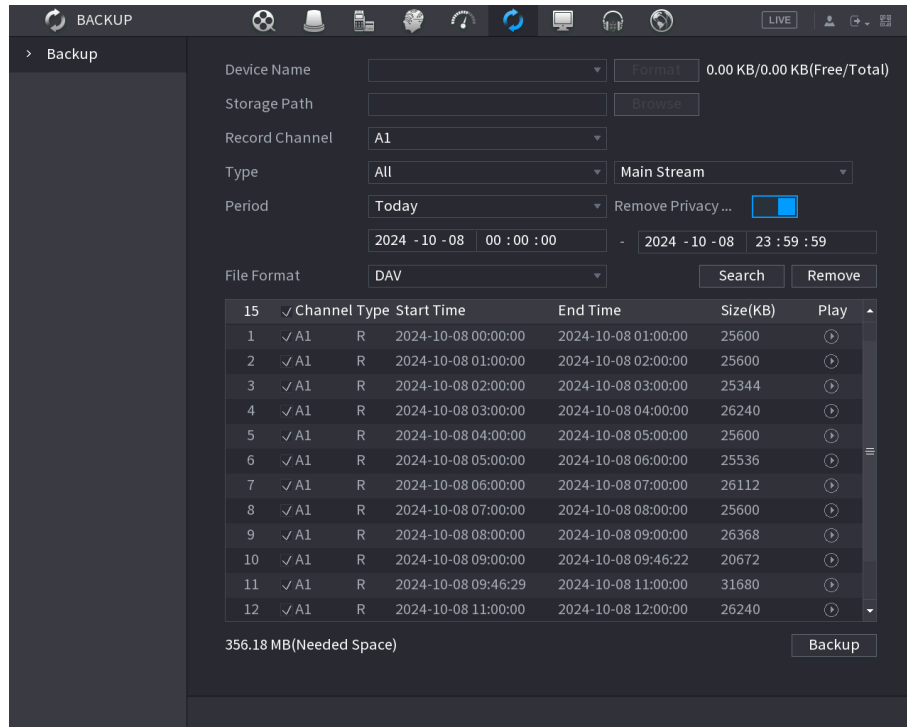 BACKUP LIVE
Backup
Device Name Format 0.00 KB/0.00 KB(Free/Total)
Storage Path Browse
Record Channel A1
Type All Main Stream
Period Today Remove Privacy ...
2024 -10 -08 00 :00 :00 - 2024 -10 -08 23 :59 :59
File Format DAV Search Remove
15 Channel Type Start Time End Time Size(KB) Play
1 A1 R 2024-10-08 00:00:00 2024-10-08 01:00:00 25600
2 A1 R 2024-10-08 01:00:00 2024-10-08 02:00:00 25600
3 A1 R 2024-10-08 02:00:00 2024-10-08 03:00:00 25344
4 A1 R 2024-10-08 03:00:00 2024-10-08 04:00:00 26240
5 A1 R 2024-10-08 04:00:00 2024-10-08 05:00:00 25600
6 A1 R 2024-10-08 05:00:00 2024-10-08 06:00:00 25536
7 A1 R 2024-10-08 06:00:00 2024-10-08 07:00:00 26112
8 A1 R 2024-10-08 07:00:00 2024-10-08 08:00:00 25600
9 A1 R 2024-10-08 08:00:00 2024-10-08 09:00:00 26368
10 A1 R 2024-10-08 09:00:00 2024-10-08 09:46:22 20672
11 A1 R 2024-10-08 09:46:29 2024-10-08 11:00:00 31680
12 A1 R 2024-10-08 11:00:00 2024-10-08 12:00:00 26240
356.18 MB(Needed Space) Backup